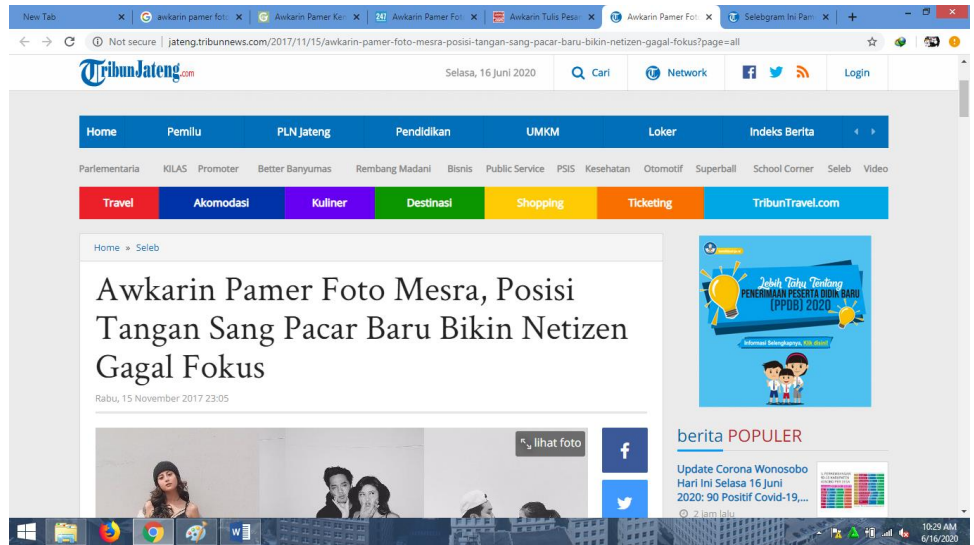 New Tab
awkarin pamer foto
Awkarin Pamer Ken
Awkarin Pamer Fot
Awkarin Tulis Pesan
Awkarin Pamer Fot
Selebgram Ini Pam
Not secure | jateng.tribunnews.com/2017/11/15/awkarin-pamer-foto-mesra-posisi-tangan-sang-pacar-baru-bikin-netizen-gagal-fokus?page=all
TribunJateng.com
Selasa, 16 Juni 2020
Cari
Network
Login
Home Pemilu PLN Jateng Pendidikan UMKM Loker Indeks Berita
Parlementaria KILAS Promoter Better Banyumas Rembang Madani Bisnis Public Service PSIS Kesehatan Otomotif Superball School Corner Seleb Video
Travel Akomodasi Kuliner Destinasi Shopping Ticketing TribunTravel.com
Home » Seleb
Awkarin Pamer Foto Mesra, Posisi
Tangan Sang Pacar Baru Bikin Netizen
Gagal Fokus
Rabu, 15 November 2017 23:05
lihat foto
Lebih Tahu Tentang
PENERIMAAN PESERTA DIDIK BARU
(PPDB) 2020
Informasi Selengkapnya, Klik disini!
berita POPULER
Update Corona Wonosobo
Hari Ini Selasa 16 Juni
2020: 90 Positif Covid-19,...
2 jam lalu
10:29 AM
6/16/2020